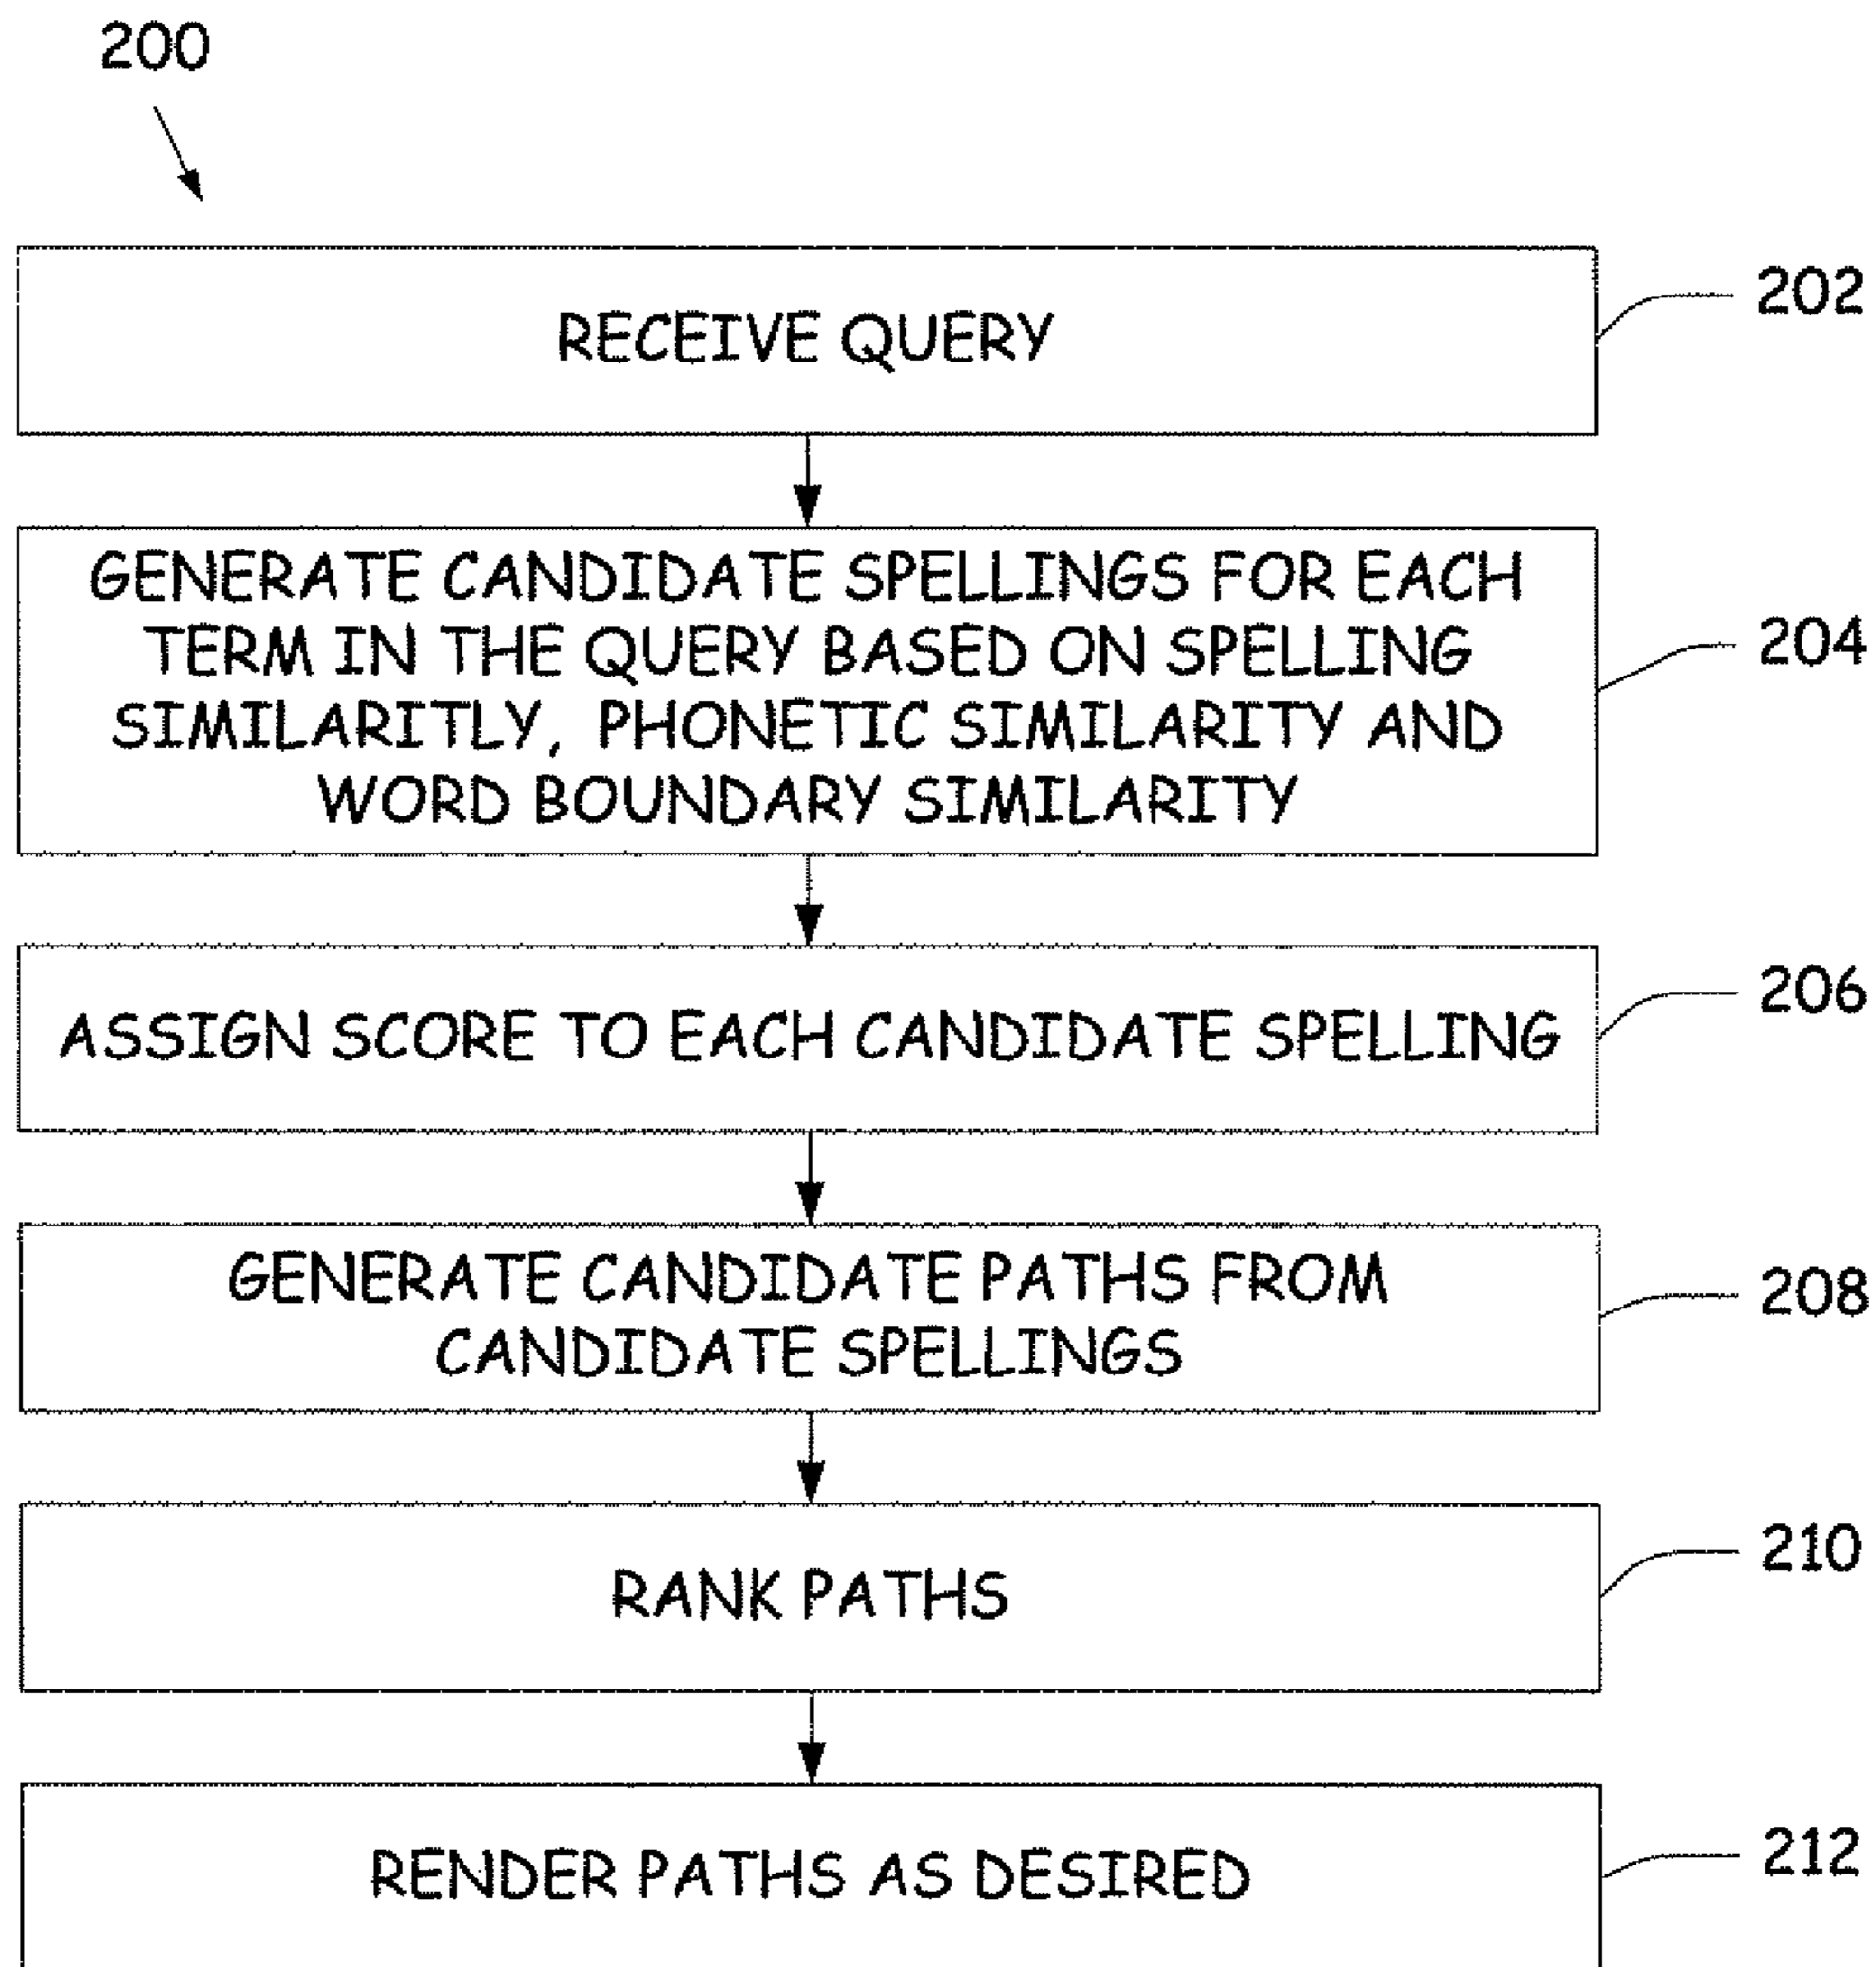 200
RECEIVE QUERY
202
GENERATE CANDIDATE SPELLINGS FOR EACH
TERM IN THE QUERY BASED ON SPELLING
SIMILARITLY, PHONETIC SIMILARITY AND
WORD BOUNDARY SIMILARITY
204
ASSIGN SCORE TO EACH CANDIDATE SPELLING
206
GENERATE CANDIDATE PATHS FROM
CANDIDATE SPELLINGS
208
RANK PATHS
210
RENDER PATHS AS DESIRED
212